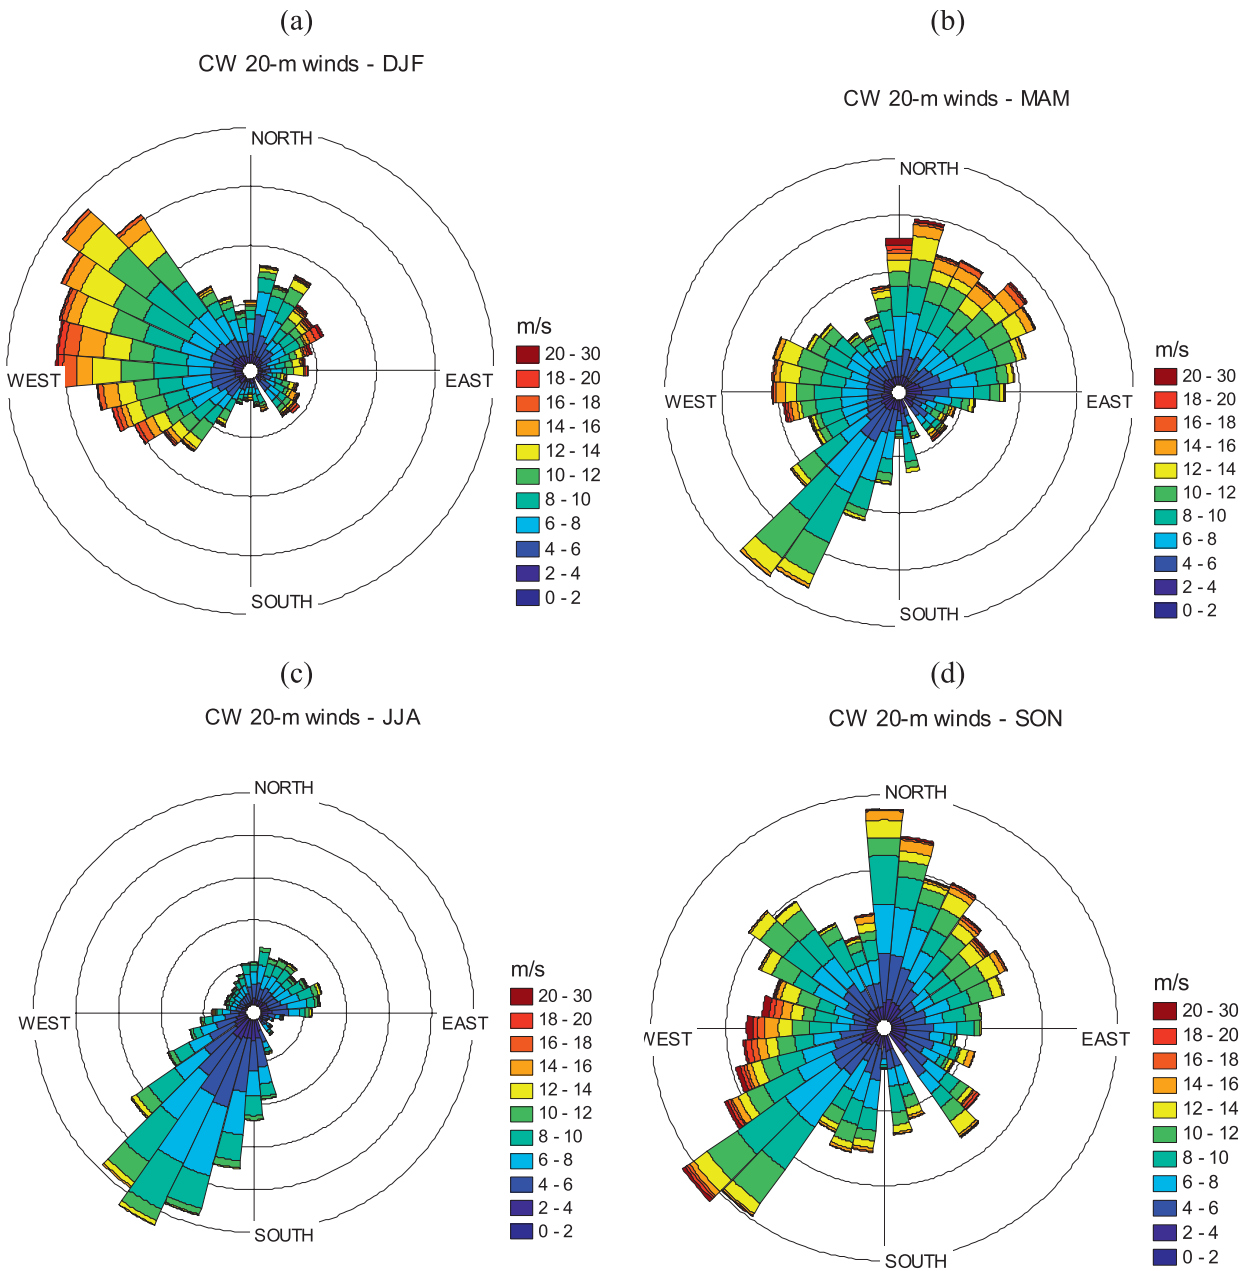 (a)
CW 20-m winds - DJF
NORTH
WEST
EAST
SOUTH
m/s
20 - 30
18 - 20
16 - 18
14 - 16
12 - 14
10 - 12
8 - 10
6 - 8
4 - 6
2 - 4
0 - 2
(b)
CW 20-m winds - MAM
NORTH
WEST
EAST
SOUTH
m/s
20 - 30
18 - 20
16 - 18
14 - 16
12 - 14
10 - 12
8 - 10
6 - 8
4 - 6
2 - 4
0 - 2
(c)
CW 20-m winds - JJA
NORTH
WEST
EAST
SOUTH
m/s
20 - 30
18 - 20
16 - 18
14 - 16
12 - 14
10 - 12
8 - 10
6 - 8
4 - 6
2 - 4
0 - 2
(d)
CW 20-m winds - SON
NORTH
WEST
EAST
SOUTH
m/s
20 - 30
18 - 20
16 - 18
14 - 16
12 - 14
10 - 12
8 - 10
6 - 8
4 - 6
2 - 4
0 - 2